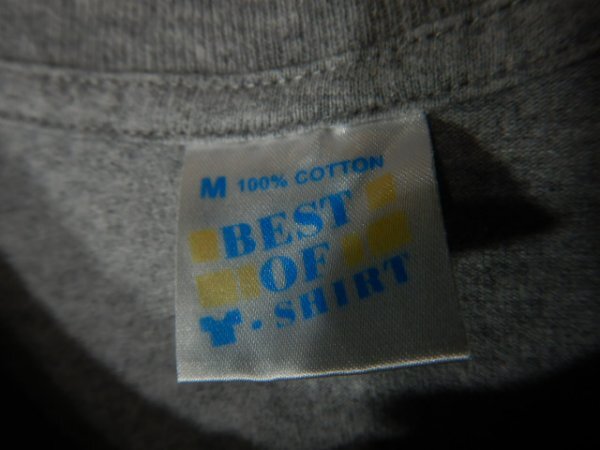 M 100% COTTON
BEST
OF
T-SHIRT